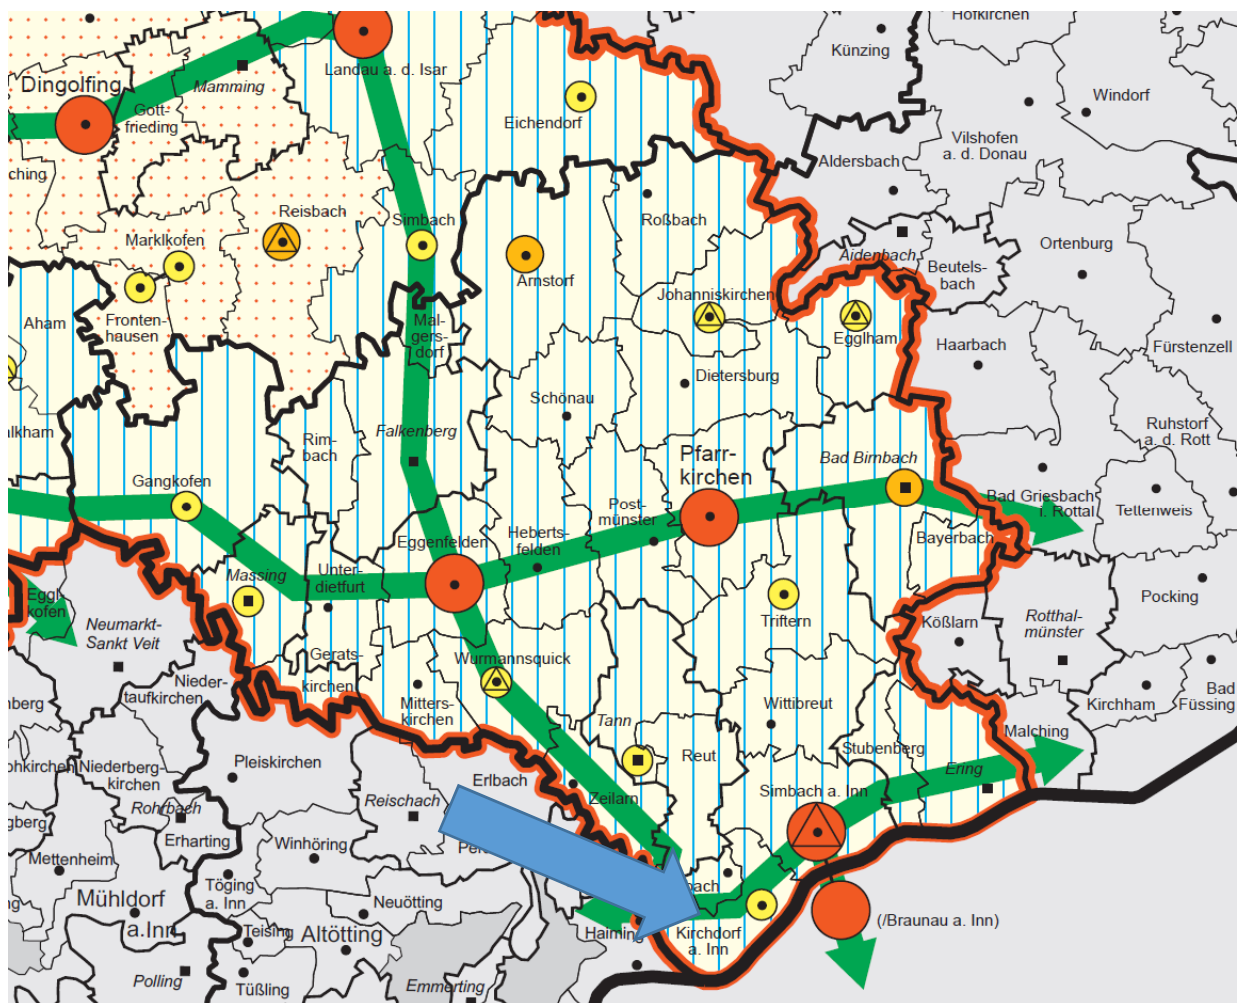 Hofkirchen
Künzing
Landau a. d. Isar
Dingolfing
Mamming
Gott-
frieding
Eichendorf
Windorf
Vilshofen
a. d. Donau
Aldersbach
ching
Reisbach
Simbach
Roßbach
Marklkofen
Arnstorf
Aidenbach
Beutels-
bach
Ortenburg
Johanniskirchen
Aham
Fronten-
hausen
Mal-
gers-
dorf
Egglham
Haarbach
Fürstenzell
Dietersburg
Schönau
alkham
Rim-
bach
Falkenberg
Pfarr-
kirchen
Bad Birnbach
Ruhstorf
a. d. Rott
Gangkofen
Post-
münster
Bad Griesbach
i. Rottal
Tettenweis
Eggenfelden
Heberts-
felden
Bayerbach
Massing
Unter-
dietfurt
Eggl-
kofen
Triftern
Pocking
Neumarkt-
Sankt Veit
Kößlarn
Rotthal-
münster
Nieder-
taufkirchen
Gerats-
kirchen
Wurmannsquick
Mitters-
kirchen
Tann
Wittibreut
Kirchham
Bad
Füssing
Malching
Reut
Stubenberg
Pleiskirchen
Erlbach
Ering
Niederberg-
kirchen
Zeilarn
Simbach a. Inn
Rohrbach
Reischach
Erharting
Winhöring
Mettenheim
bach
Mühldorf
a.Inn
Töging
a. Inn
Neuötting
(/Braunau a. Inn)
Teising
Altötting
Haiming
Kirchdorf
a. Inn
Polling
Tüßling
Emmerting